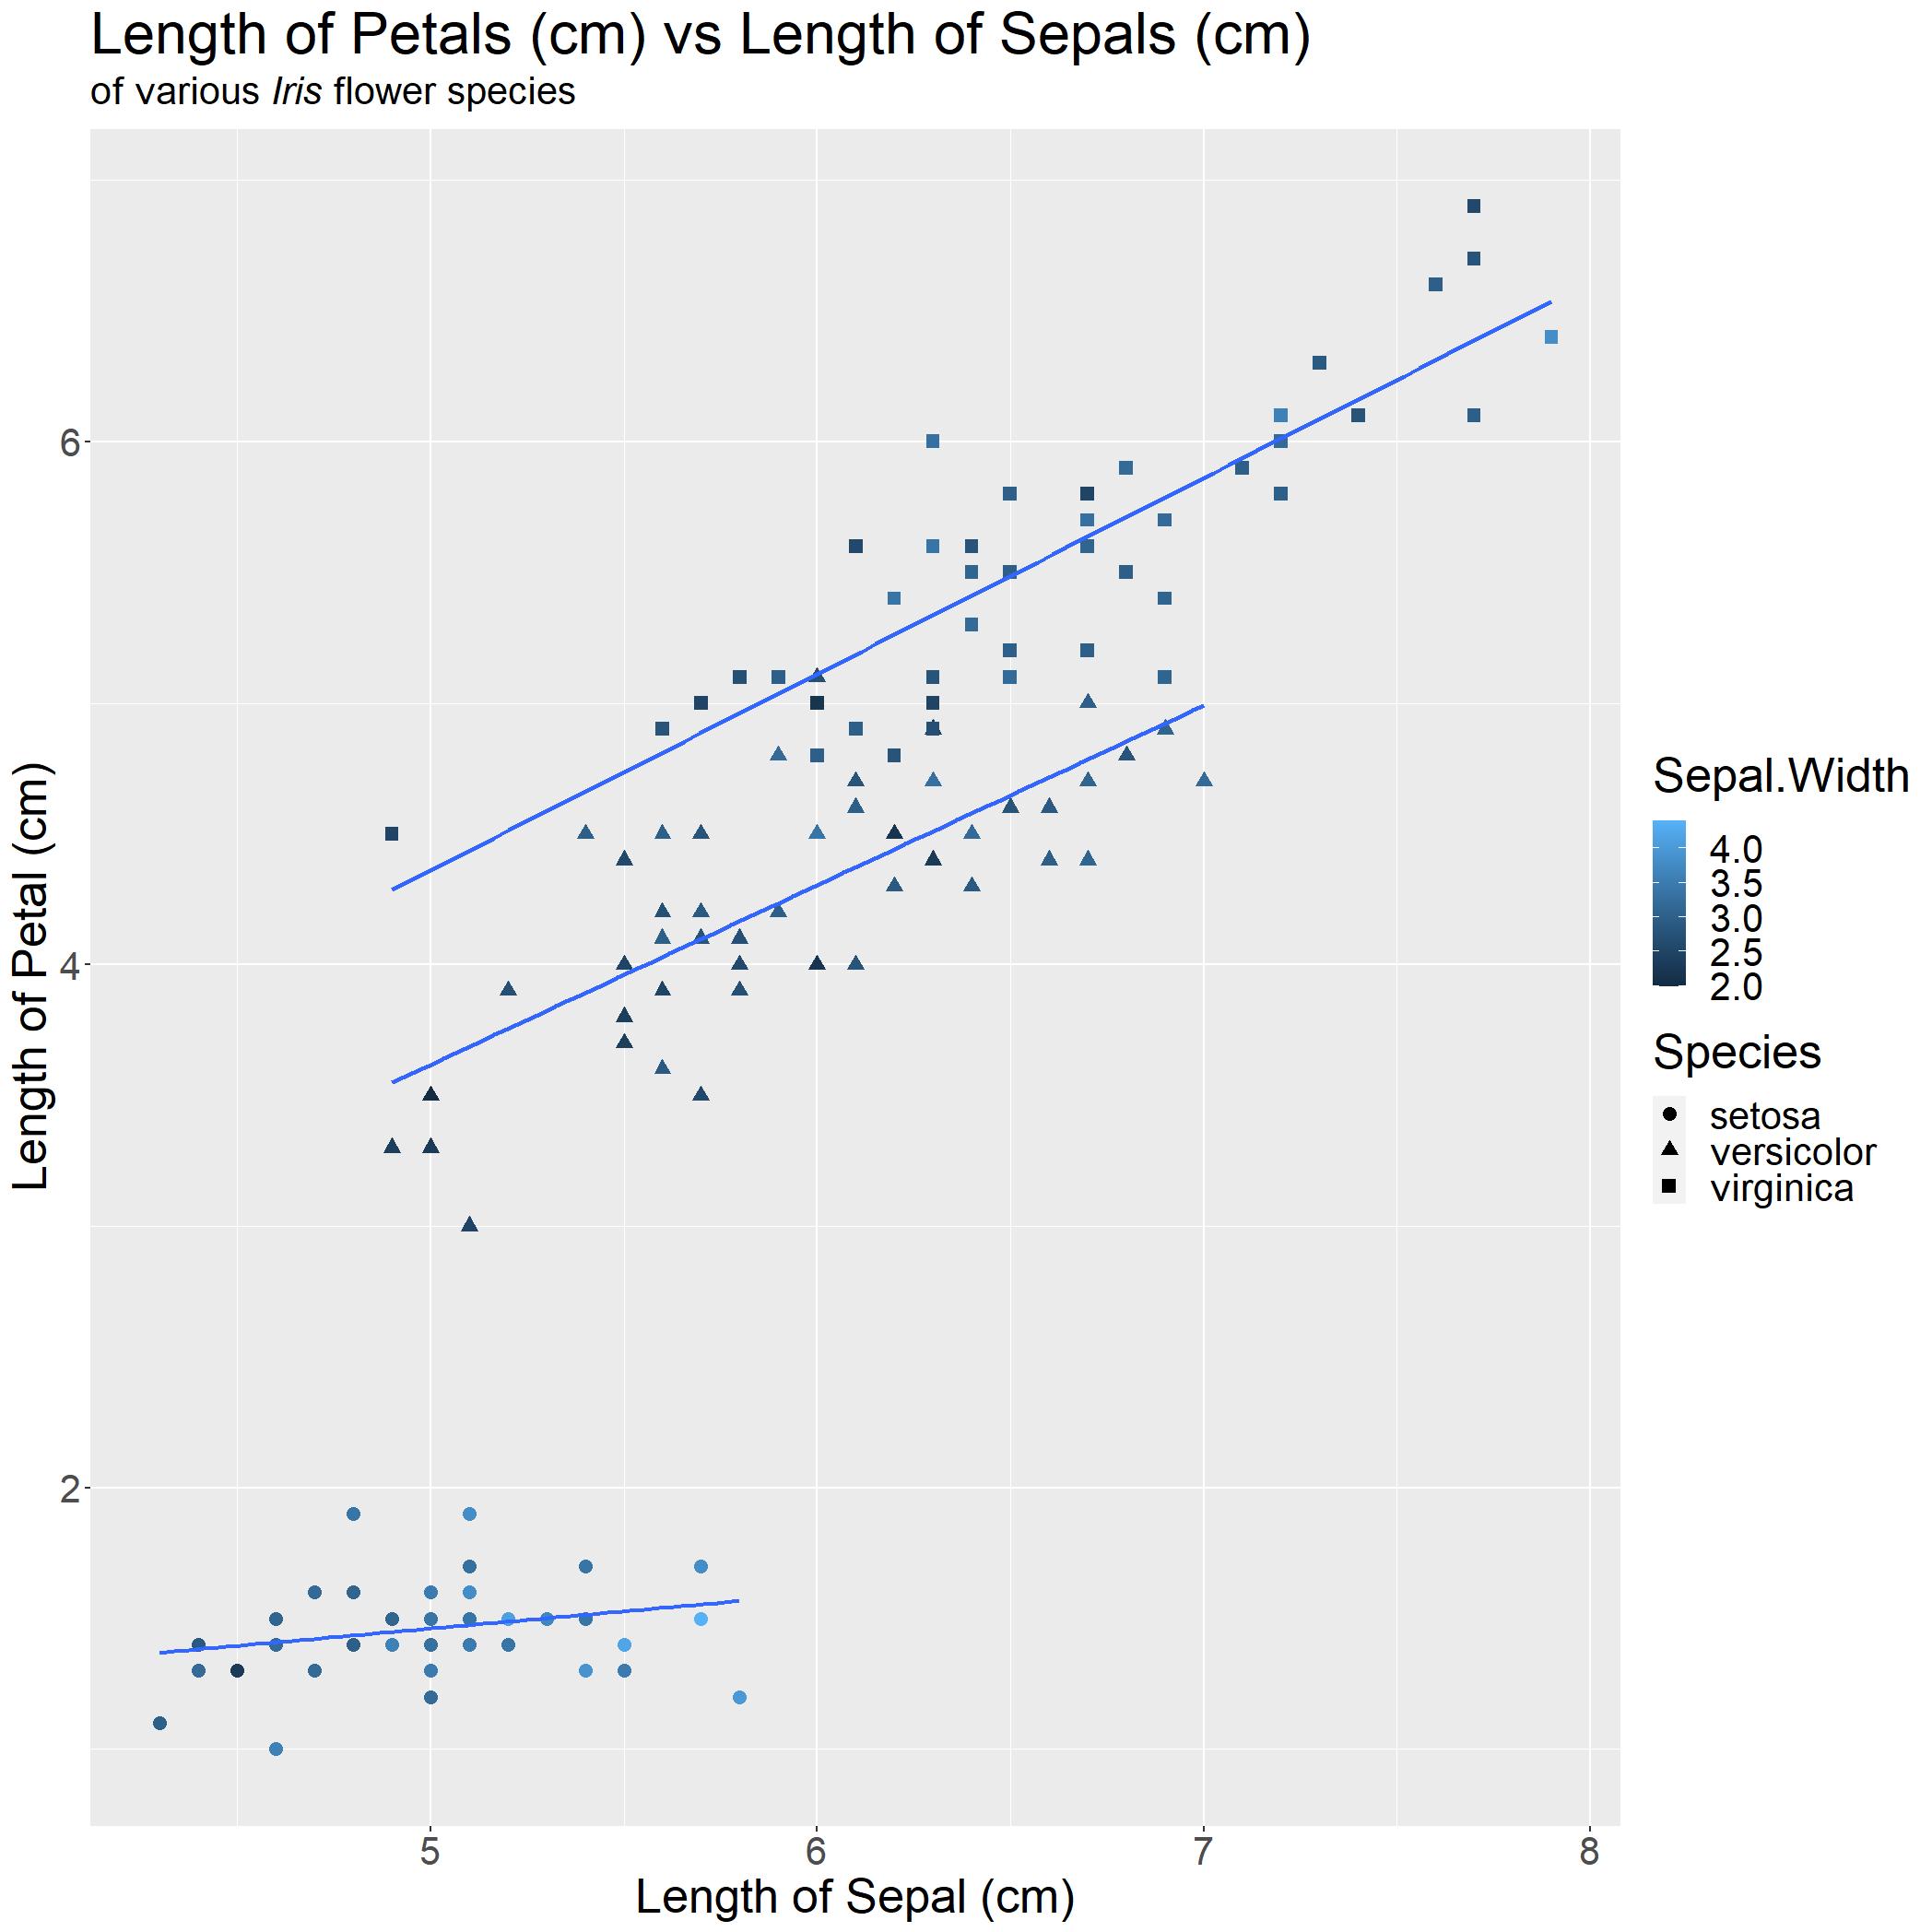 Length of Petals (cm) vs Length of Sepals (cm)
of various Iris flower species
Length of Petal (cm)
6
4
2
5 6 7 8
Length of Sepal (cm)
Sepal.Width
4.0
3.5
3.0
2.5
2.0
Species
setosa
versicolor
virginica